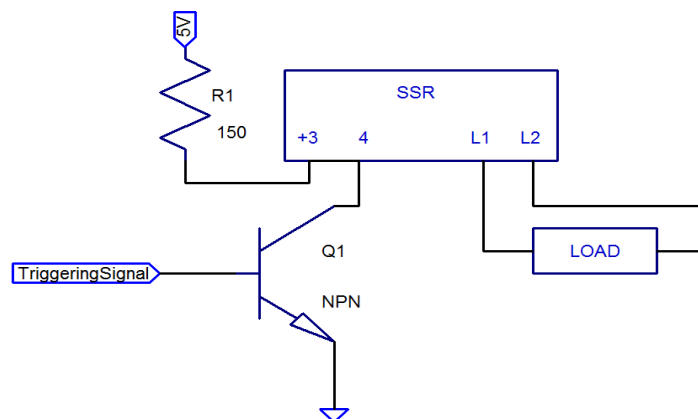 5V
R1
150
SSR
+3 4 L1 L2
Q1
LOAD
TriggeringSignal
NPN